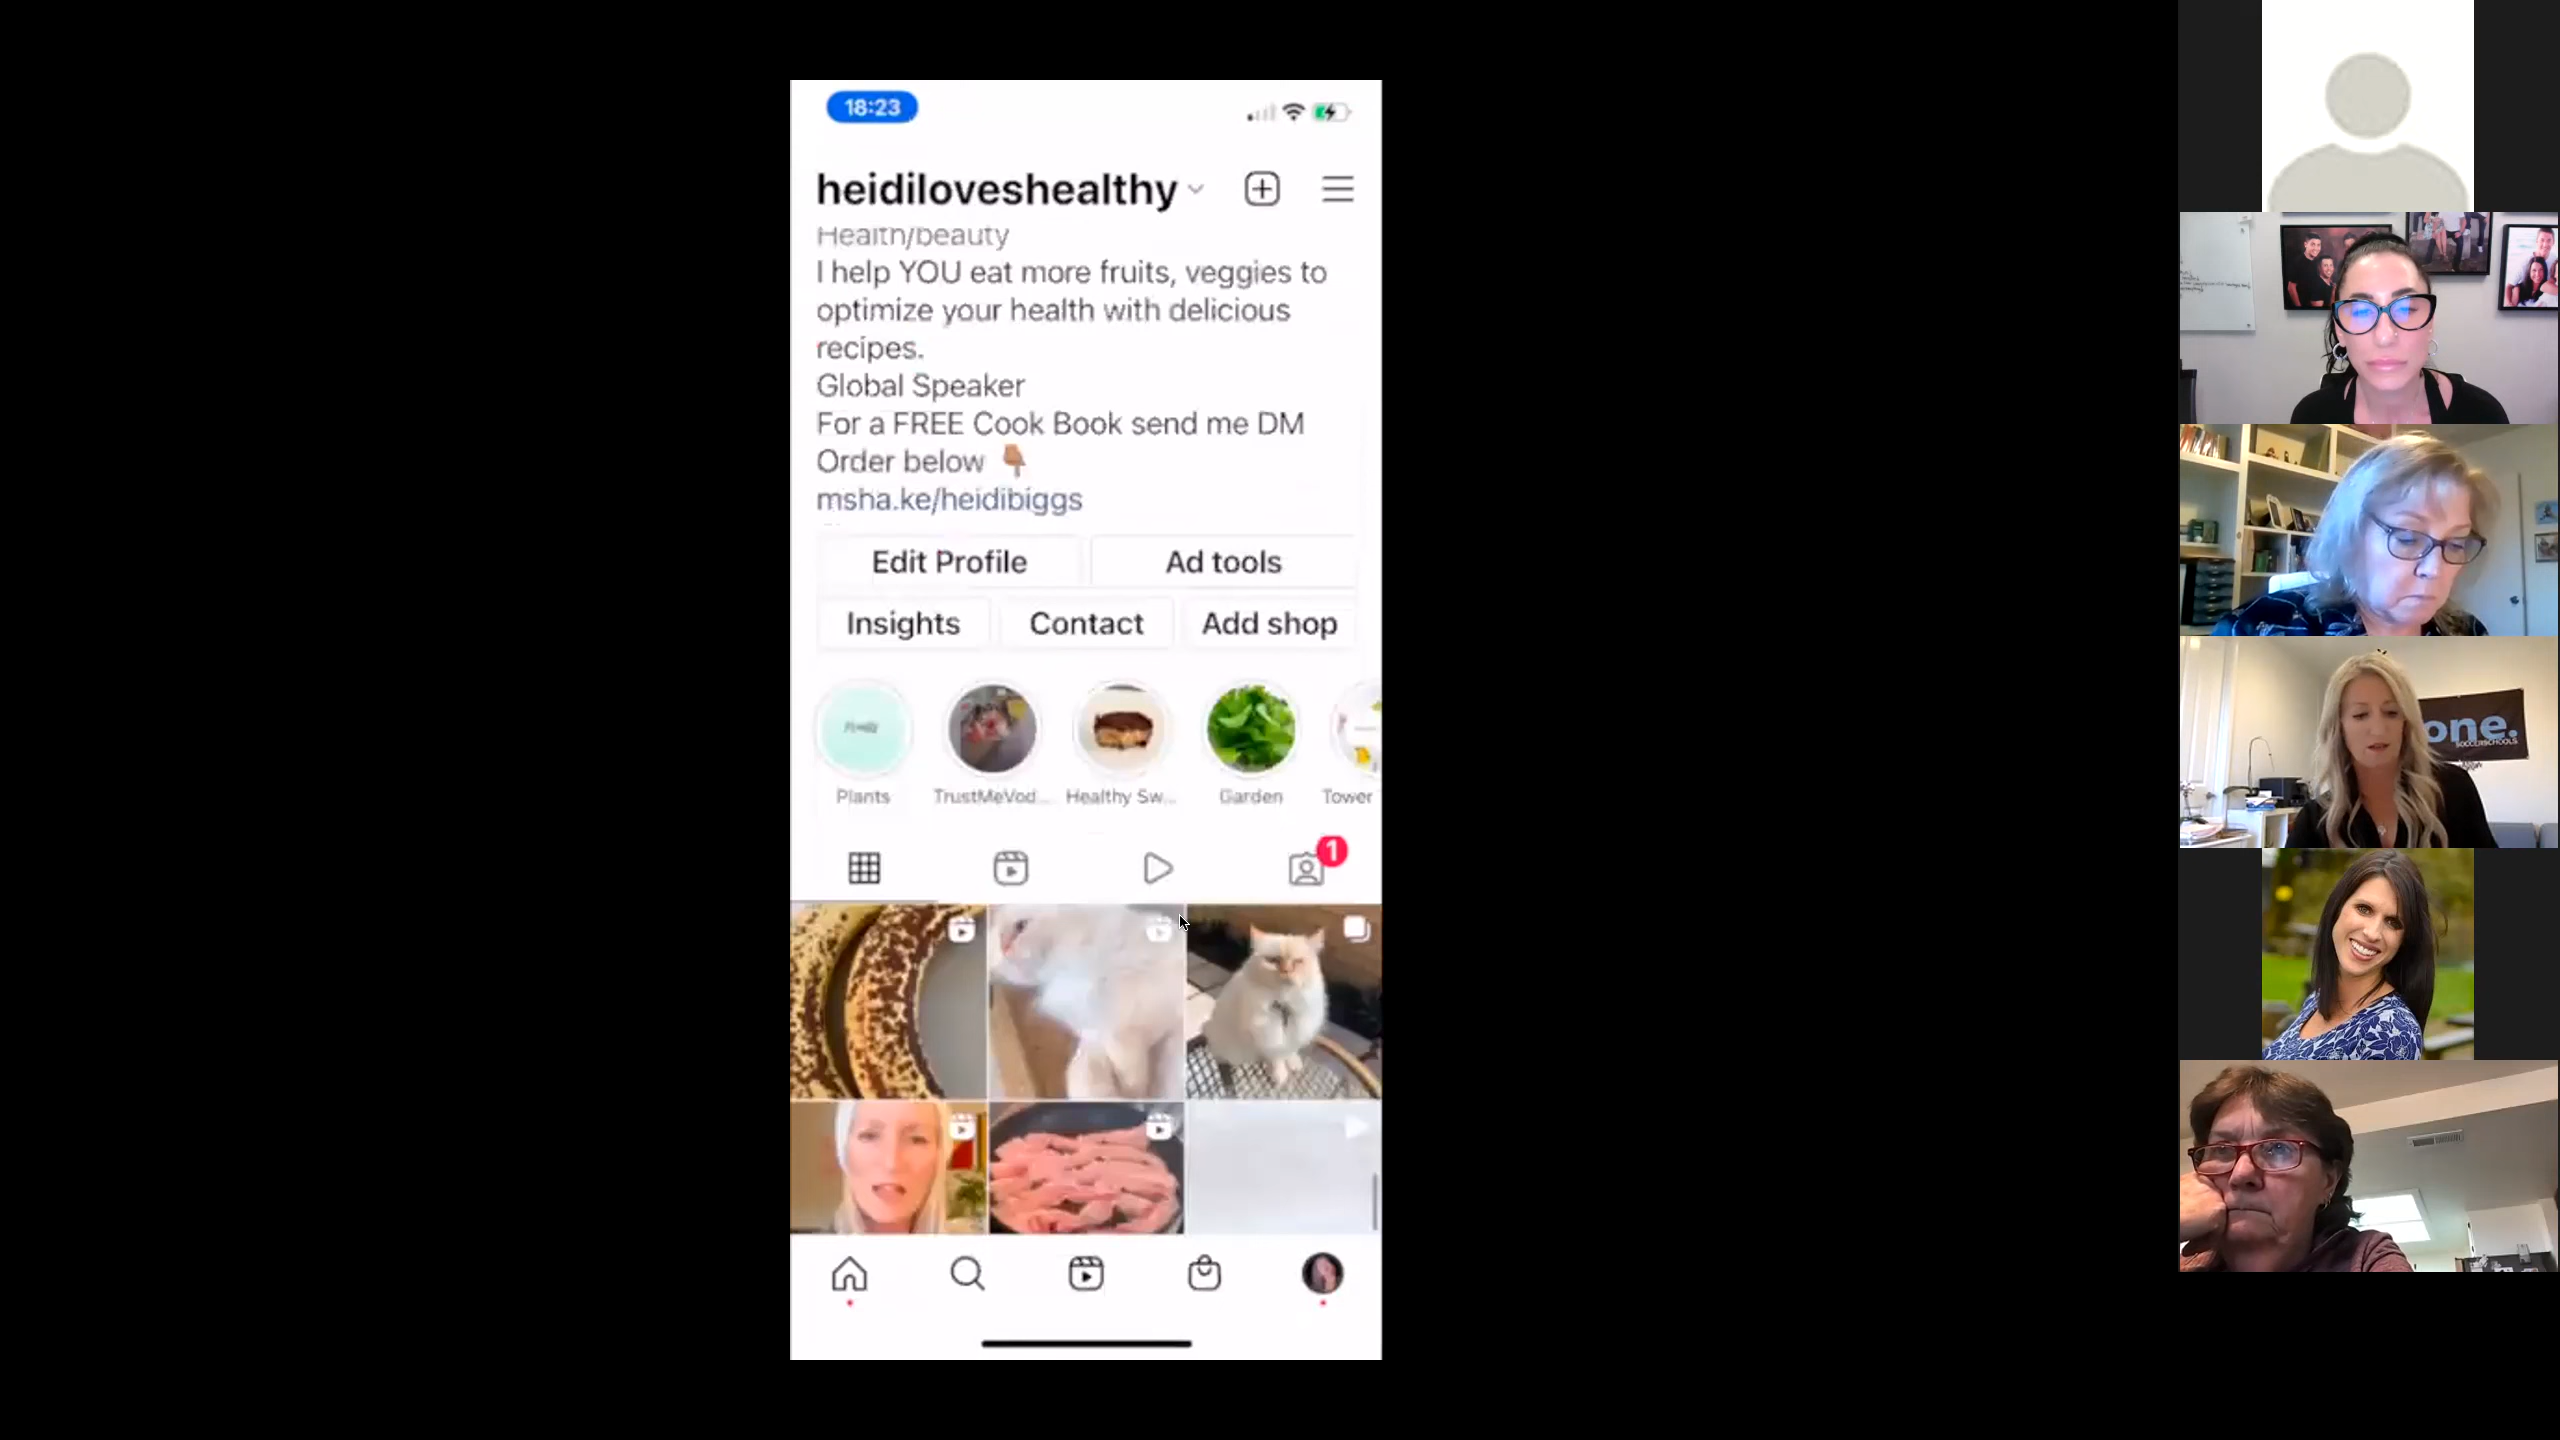 18:23
heidiloveshealthy
Health/beauty
I help YOU eat more fruits, veggies to
optimize your health with delicious
recipes.
Global Speaker
For a FREE Cook Book send me DM
Order below 👇🏽
msha.ke/heidibiggs
Edit Profile
Ad tools
Insights
Contact
Add shop
Plants
TrustMeVod...
Healthy Sw...
Garden
Tower
1
one.
SOCCERSCHOOLS